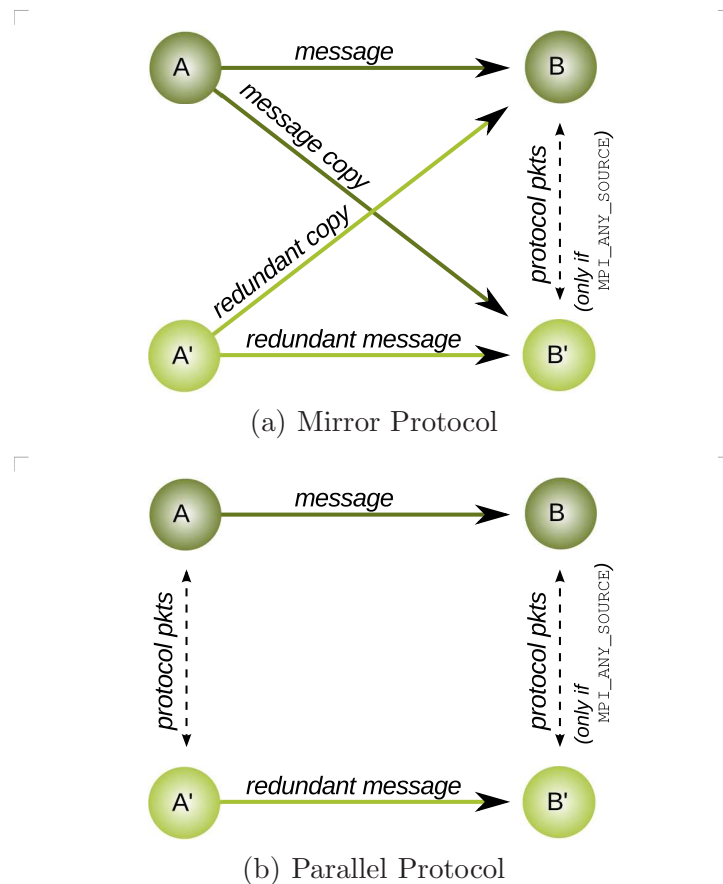 A
message
B
message copy
redundant copy
protocol pkts
(only if
MPI_ANY_SOURCE)
A'
redundant message
B'
(a) Mirror Protocol
A
message
B
protocol pkts
protocol pkts
(only if
MPI_ANY_SOURCE)
A'
redundant message
B'
(b) Parallel Protocol